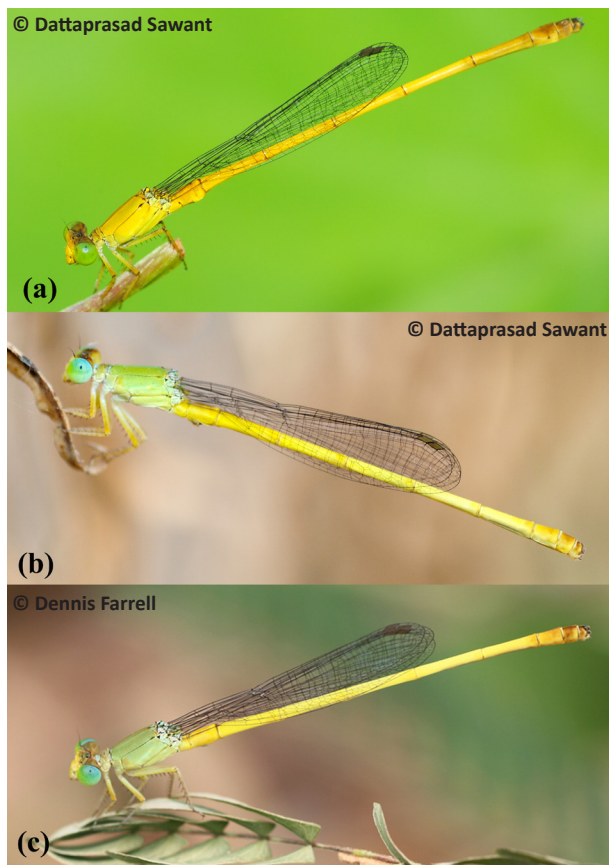 © Dattaprasad Sawant
(a)
© Dattaprasad Sawant
(b)
© Dennis Farrell
(c)